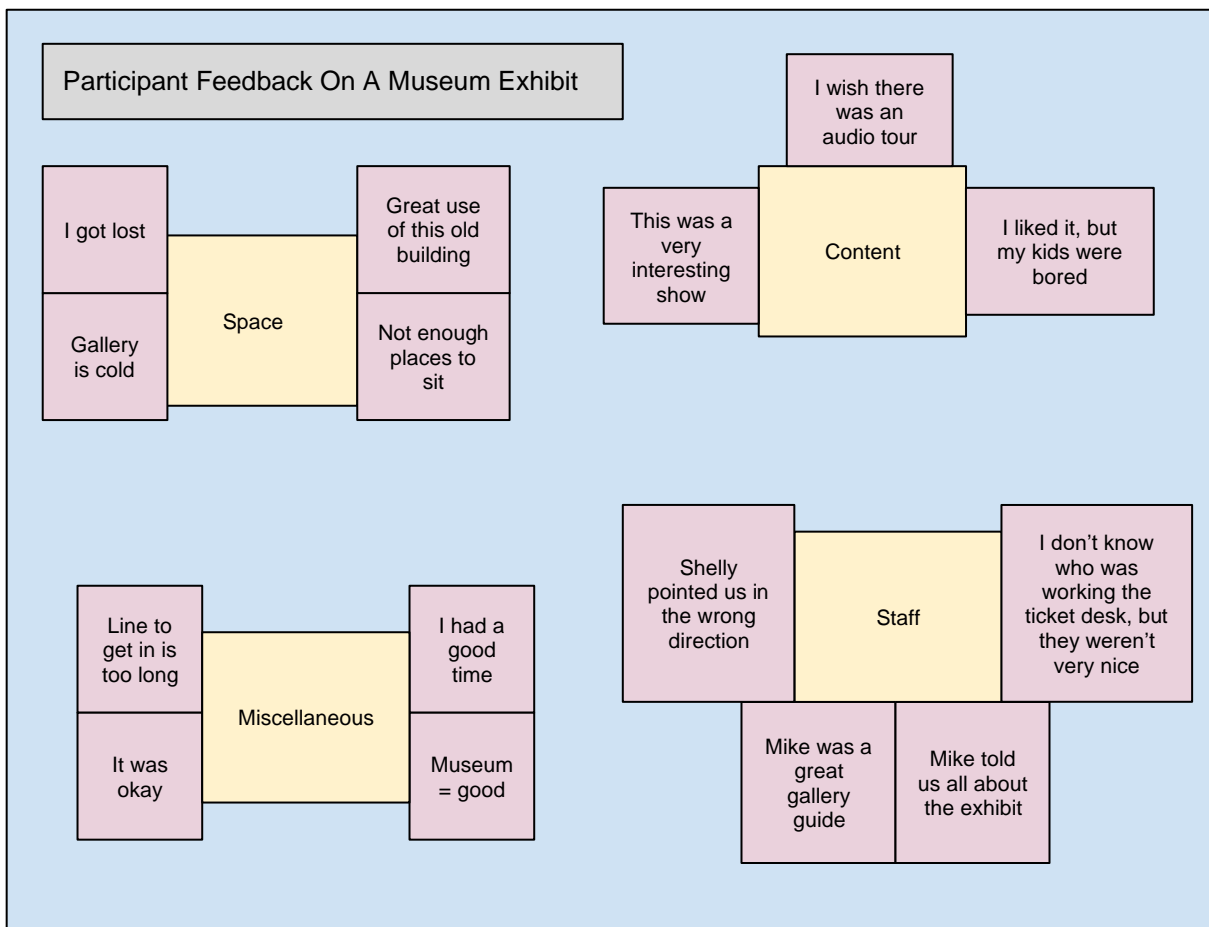 Participant Feedback On A Museum Exhibit
I wish there
was an
audio tour
I got lost
Great use
of this old
building
Space
Gallery
is cold
Not enough
places to
sit
This was a
very
interesting
show
Content
I liked it, but
my kids were
bored
Line to
get in is
too long
I had a
good
time
Miscellaneous
It was
okay
Museum
= good
Shelly
pointed us in
the wrong
direction
Staff
I don’t know
who was
working the
ticket desk, but
they weren’t
very nice
Mike was a
great
gallery
guide
Mike told
us all about
the exhibit